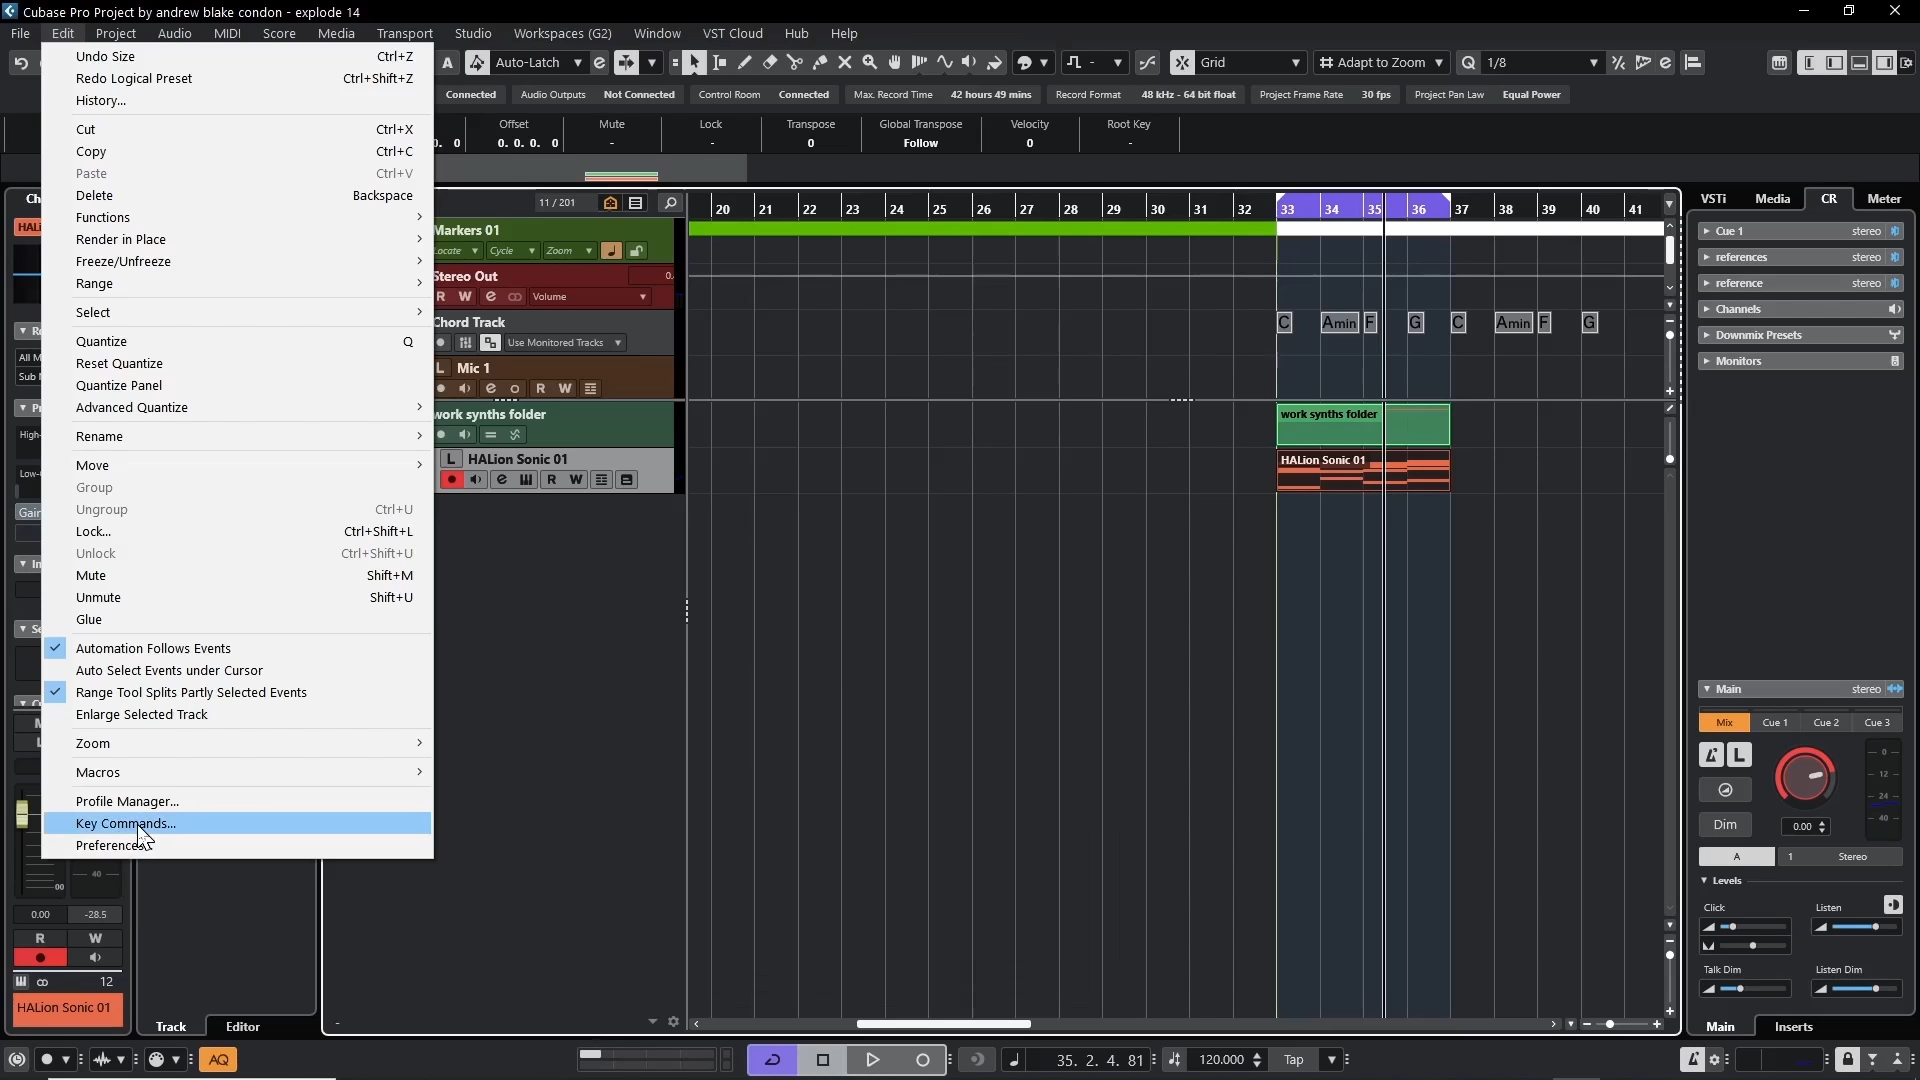 Cubase Pro Project by andrew blake condon - explode 14
File Edit Project Audio MIDI Score Media Transport Studio Workspaces (G2) Window VST Cloud Hub Help
A Auto-Latch Grid Adapt to Zoom Q 1/8
Connected Audio Outputs Not Connected Control Room Connected Max. Record Time 42 hours 49 mins Record Format 48 kHz - 64 bit float Project Frame Rate 30 fps Project Pan Law Equal Power
Offset Mute Lock Transpose Global Transpose Velocity Root Key
0. 0 0. 0. 0. 0 - - 0 Follow 0 -
Undo Size Ctrl+Z
Redo Logical Preset Ctrl+Shift+Z
History...
Cut Ctrl+X
Copy Ctrl+C
Paste Ctrl+V
Delete Backspace
Functions
Render in Place
Freeze/Unfreeze
Range
Select
Quantize Q
Reset Quantize
Quantize Panel
Advanced Quantize
Rename
Move
Group
Ungroup Ctrl+U
Lock... Ctrl+Shift+L
Unlock Ctrl+Shift+U
Mute Shift+M
Unmute Shift+U
Glue
Automation Follows Events
Auto Select Events under Cursor
Range Tool Splits Partly Selected Events
Enlarge Selected Track
Zoom
Macros
Profile Manager...
Key Commands...
Preferences
00
40
0.00 -28.5
R W
12
HALion Sonic 01
Track Editor
11 / 201
Markers 01
Locate Cycle Zoom
Stereo Out 0.
R W Volume
Chord Track
Use Monitored Tracks
L Mic 1
R W
work synths folder
L HALion Sonic 01
R W
20 21 22 23 24 25 26 27 28 29 30 31 32 33 34 35 36 37 38 39 40 41
C Amin F G C Amin F G
work synths folder
HALion Sonic 01
VSTi Media CR Meter
Cue 1 stereo
references stereo
reference stereo
Channels
Downmix Presets
Monitors
Main stereo
Mix Cue 1 Cue 2 Cue 3
L
0
12
24
40
Dim 0.00
A 1 Stereo
Levels
Click Listen
Talk Dim Listen Dim
Main Inserts
AQ 35. 2. 4. 81 120.000 Tap